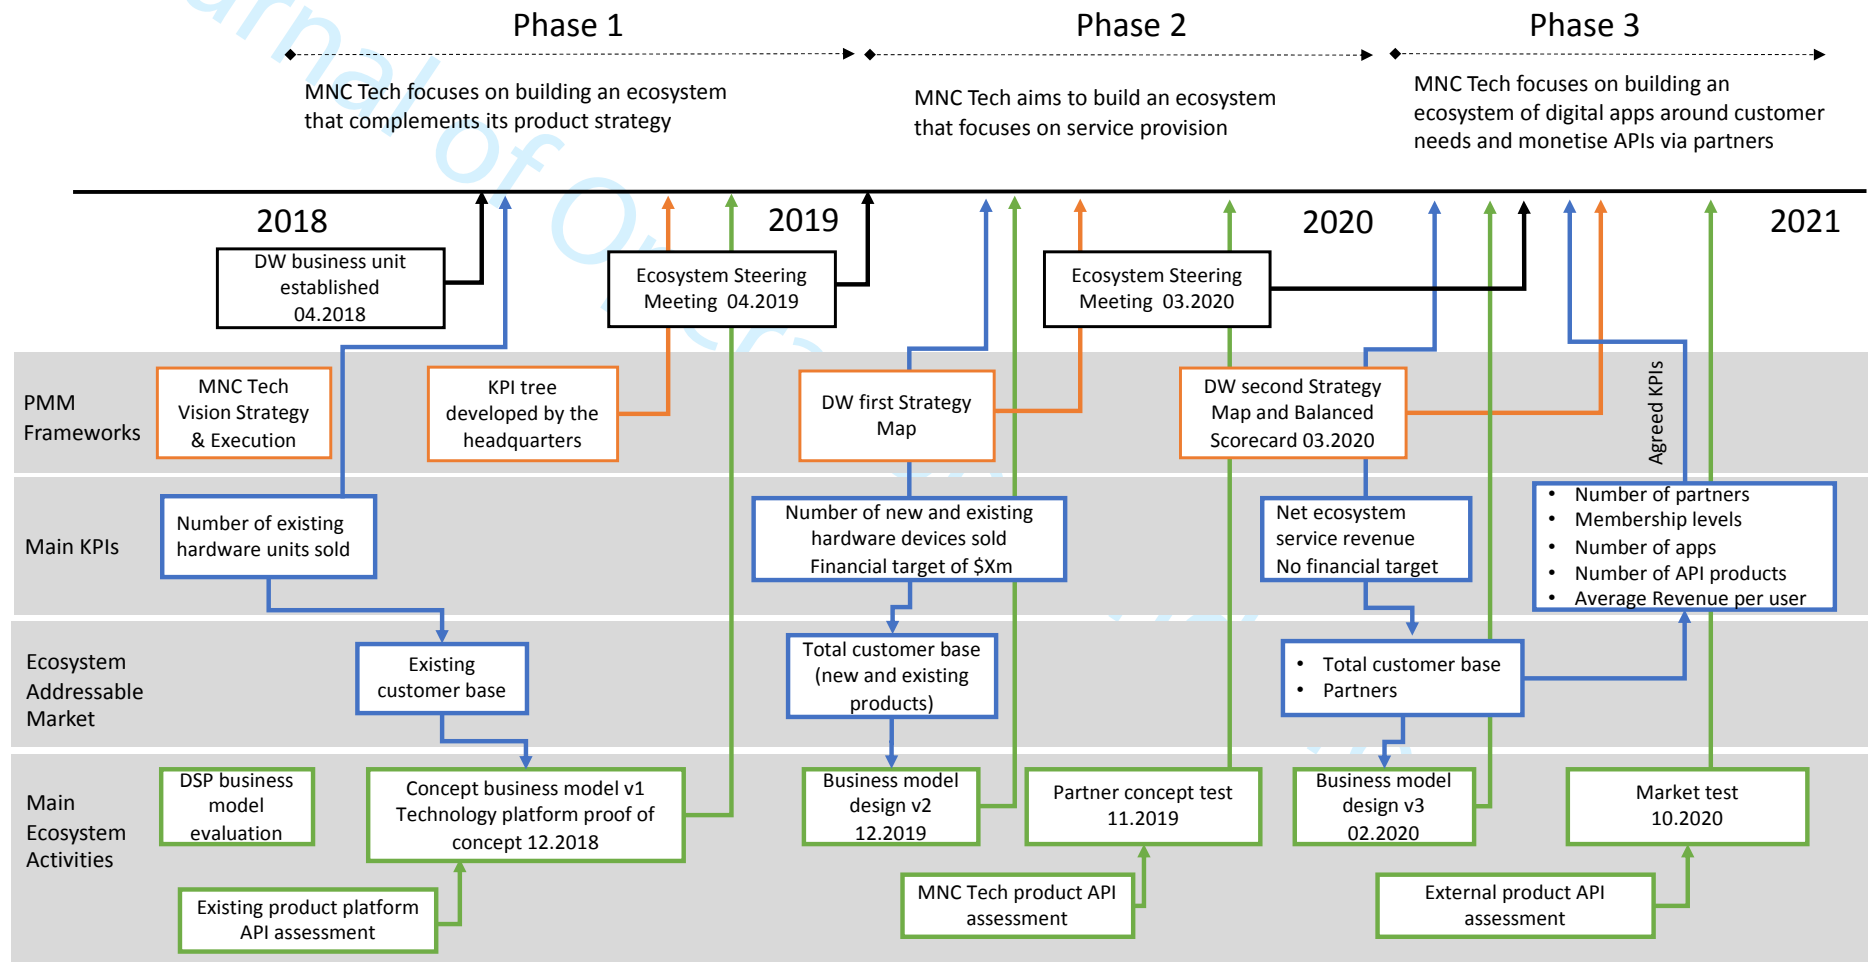 Phase 1
Phase 2
Phase 3
MNC Tech focuses on building an ecosystem
that complements its product strategy
MNC Tech aims to build an ecosystem
that focuses on service provision
MNC Tech focuses on building an
ecosystem of digital apps around customer
needs and monetise APIs via partners
2018
2019
2020
2021
DW business unit
established
04.2018
Ecosystem Steering
Meeting 04.2019
Ecosystem Steering
Meeting 03.2020
PMM
Frameworks
MNC Tech
Vision Strategy
& Execution
KPI tree
developed by the
headquarters
DW first Strategy
Map
DW second Strategy
Map and Balanced
Scorecard 03.2020
Agreed KPIs
Main KPIs
Number of existing
hardware units sold
Number of new and existing
hardware devices sold
Financial target of $Xm
Net ecosystem
service revenue
No financial target
• Number of partners
• Membership levels
• Number of apps
• Number of API products
• Average Revenue per user
Ecosystem
Addressable
Market
Existing
customer base
Total customer base
(new and existing
products)
• Total customer base
• Partners
Main
Ecosystem
Activities
DSP business
model
evaluation
Concept business model v1
Technology platform proof of
concept 12.2018
Business model
design v2
12.2019
Partner concept test
11.2019
Business model
design v3
02.2020
Market test
10.2020
Existing product platform
API assessment
MNC Tech product API
assessment
External product API
assessment